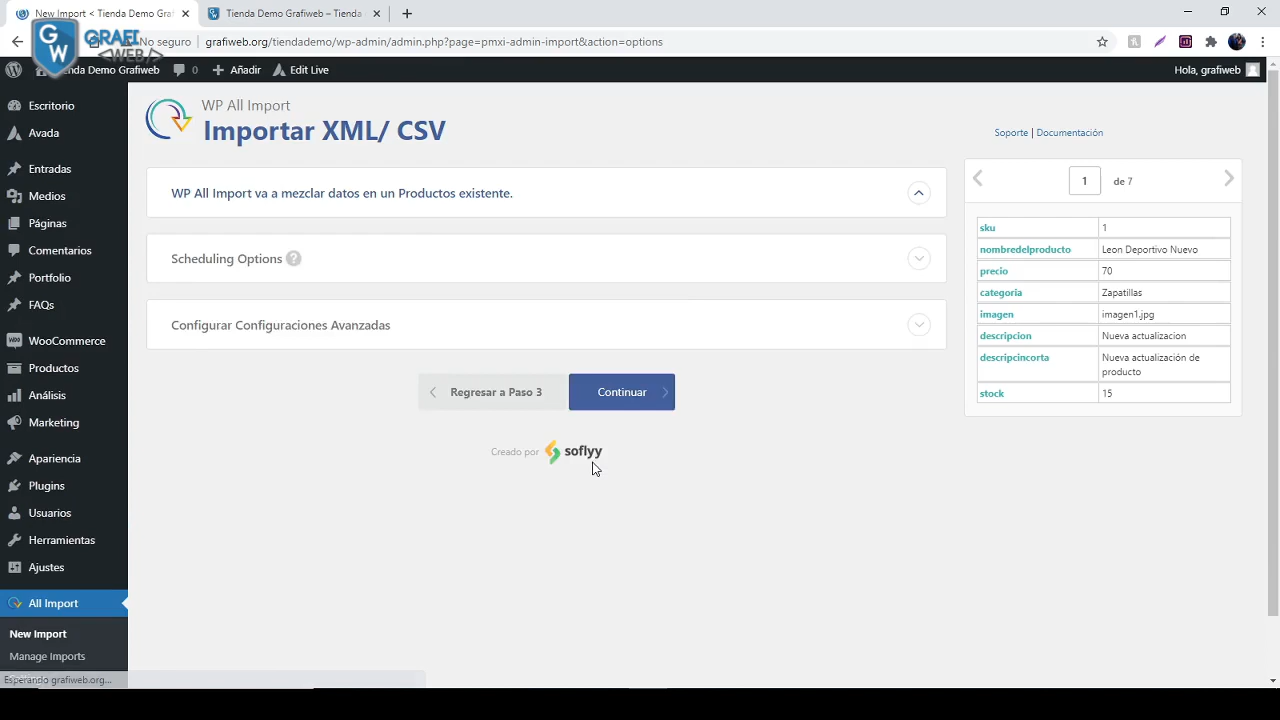 New Import < Tienda Demo Grafi
Tienda Demo Grafiweb – Tienda
GW GRAFI WEB/>
No seguro
grafiweb.org/tiendademo/wp-admin/admin.php?page=pmxi-admin-import&action=options
enda Demo Grafiweb
0
Añadir
Edit Live
Hola, grafiweb
Escritorio
Avada
Entradas
Medios
Páginas
Comentarios
Portfolio
FAQs
WooCommerce
Productos
Análisis
Marketing
Apariencia
Plugins
Usuarios
Herramientas
Ajustes
All Import
New Import
Manage Imports
Esperando grafiweb.org...
WP All Import
Importar XML/ CSV
Soporte | Documentación
WP All Import va a mezclar datos en un Productos existente.
Scheduling Options ?
Configurar Configuraciones Avanzadas
Regresar a Paso 3
Continuar
Creado por soflyy
1 de 7
sku 1
nombredelproducto Leon Deportivo Nuevo
precio 70
categoria Zapatillas
imagen imagen1.jpg
descripcion Nueva actualizacion
descripcincorta Nueva actualización de
producto
stock 15